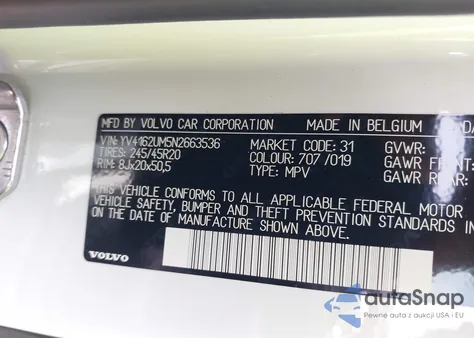 MFD BY VOLVO CAR CORPORATION MADE IN BELGIUM
VIN: YV4162UM5N2663536 MARKET CODE: 31 GVWR:
TIRES: 245/45R20 COLOUR: 707/019 GAWR FRONT:
RIM: 8Jx20x50,5 TYPE: MPV GAWR REAR:
THIS VEHICLE CONFORMS TO ALL APPLICABLE FEDERAL MOTOR
VEHICLE SAFETY, BUMPER AND THEFT PREVENTION STANDARDS IN
ON THE DATE OF MANUFACTURE SHOWN ABOVE.
VOLVO
autoSnap
Pewne auta z aukcji USA i EU